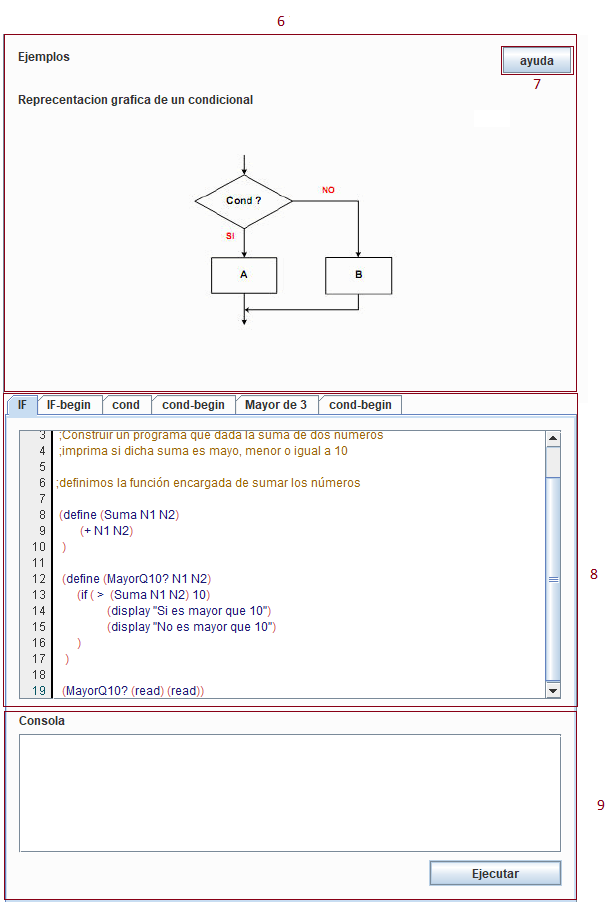 6
Ejemplos
ayuda
7
Reprecentacion grafica de un condicional
Cond ?
NO
SI
A
B
IF IF-begin cond cond-begin Mayor de 3 cond-begin
3 ;Construir un programa que dada la suma de dos numeros
4 ;imprima si dicha suma es mayo, menor o igual a 10
5
6 ;definimos la función encargada de sumar los números
7
8 (define (Suma N1 N2)
9 (+ N1 N2)
10 )
11
12 (define (MayorQ10? N1 N2)
13 (if ( > (Suma N1 N2) 10)
14 (display "Si es mayor que 10")
15 (display "No es mayor que 10")
16 )
17 )
18
19 (MayorQ10? (read) (read))
8
Consola
9
Ejecutar